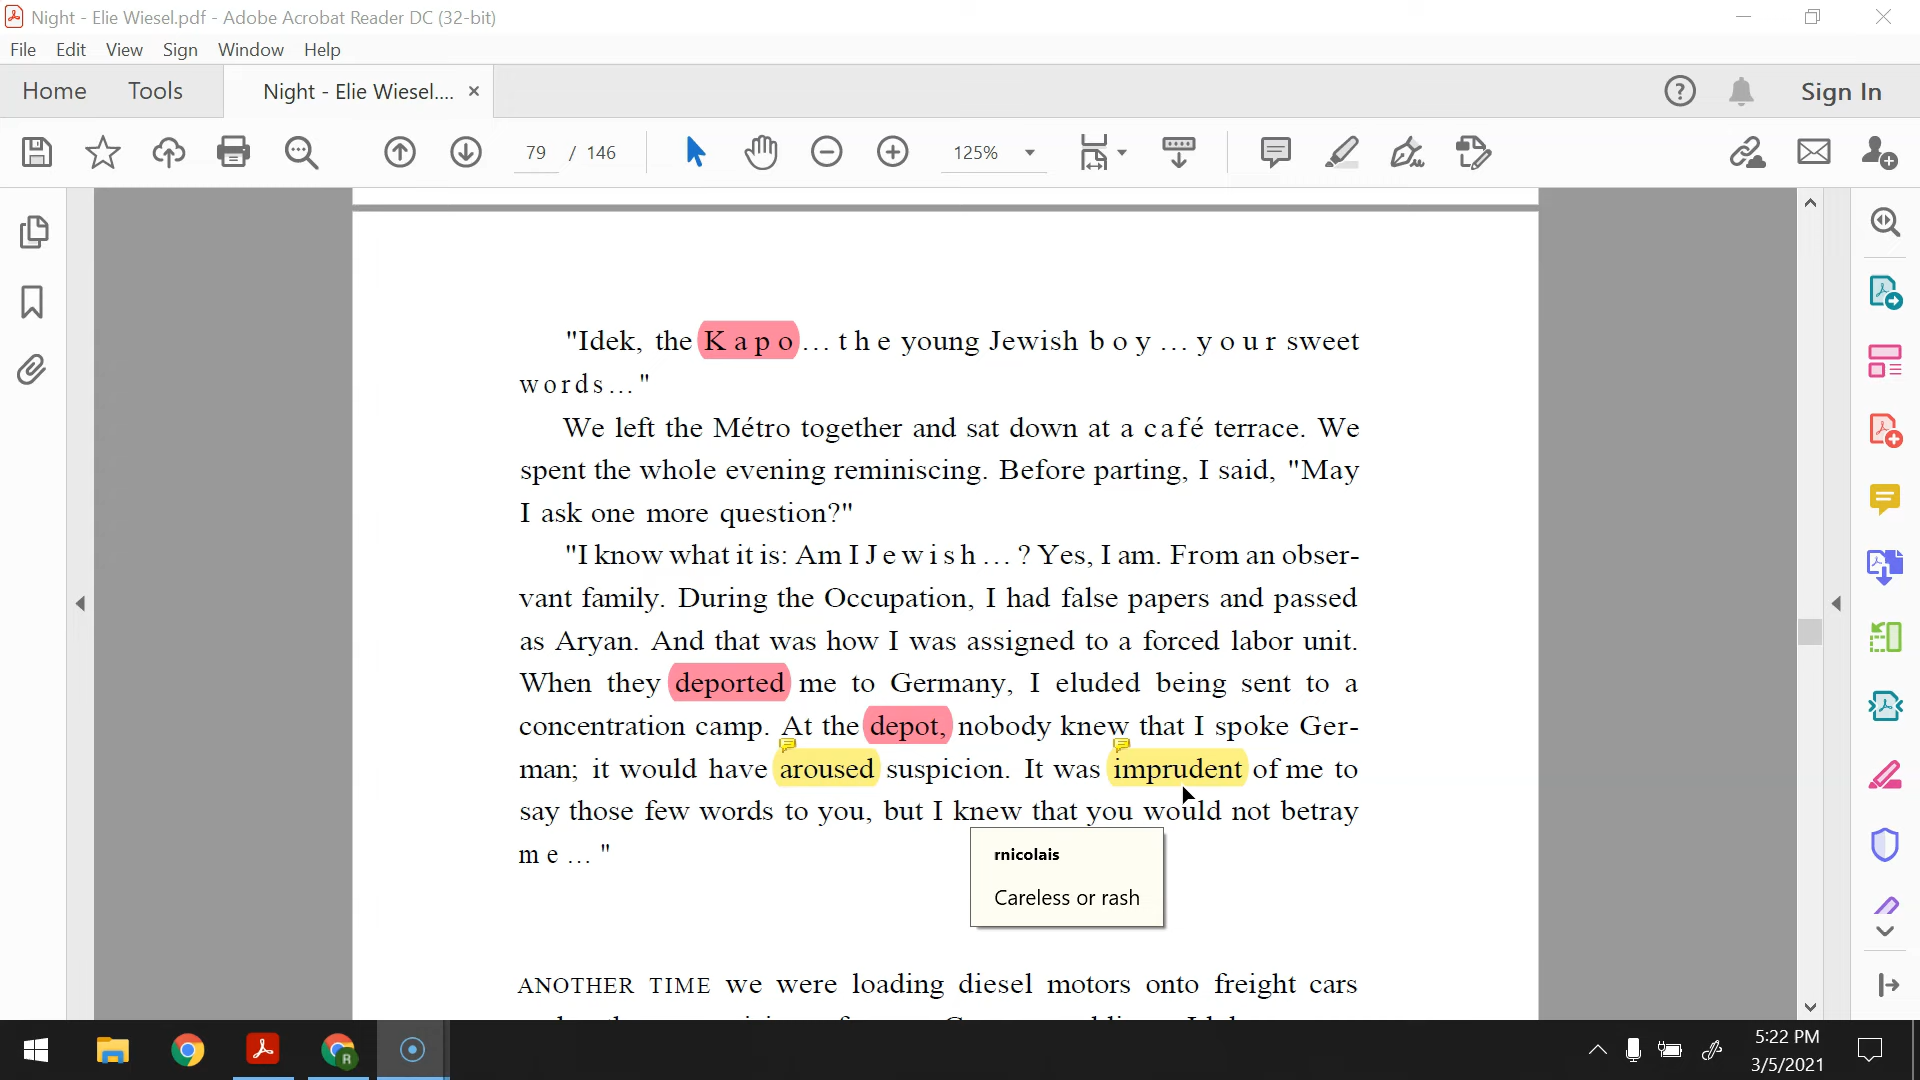 Night - Elie Wiesel.pdf - Adobe Acrobat Reader DC (32-bit)
File Edit View Sign Window Help
Home Tools Night - Elie Wiesel.... × Sign In
79 / 146 125%
"Idek, the Kapo... the young Jewish boy ... your sweet
words..."
We left the Métro together and sat down at a café terrace. We
spent the whole evening reminiscing. Before parting, I said, "May
I ask one more question?"
"I know what it is: Am I Jewish...? Yes, I am. From an obser-
vant family. During the Occupation, I had false papers and passed
as Aryan. And that was how I was assigned to a forced labor unit.
When they deported me to Germany, I eluded being sent to a
concentration camp. At the depot, nobody knew that I spoke Ger-
man; it would have aroused suspicion. It was imprudent of me to
say those few words to you, but I knew that you would not betray
me ... "
rnicolais
Careless or rash
ANOTHER TIME we were loading diesel motors onto freight cars
R
5:22 PM
3/5/2021